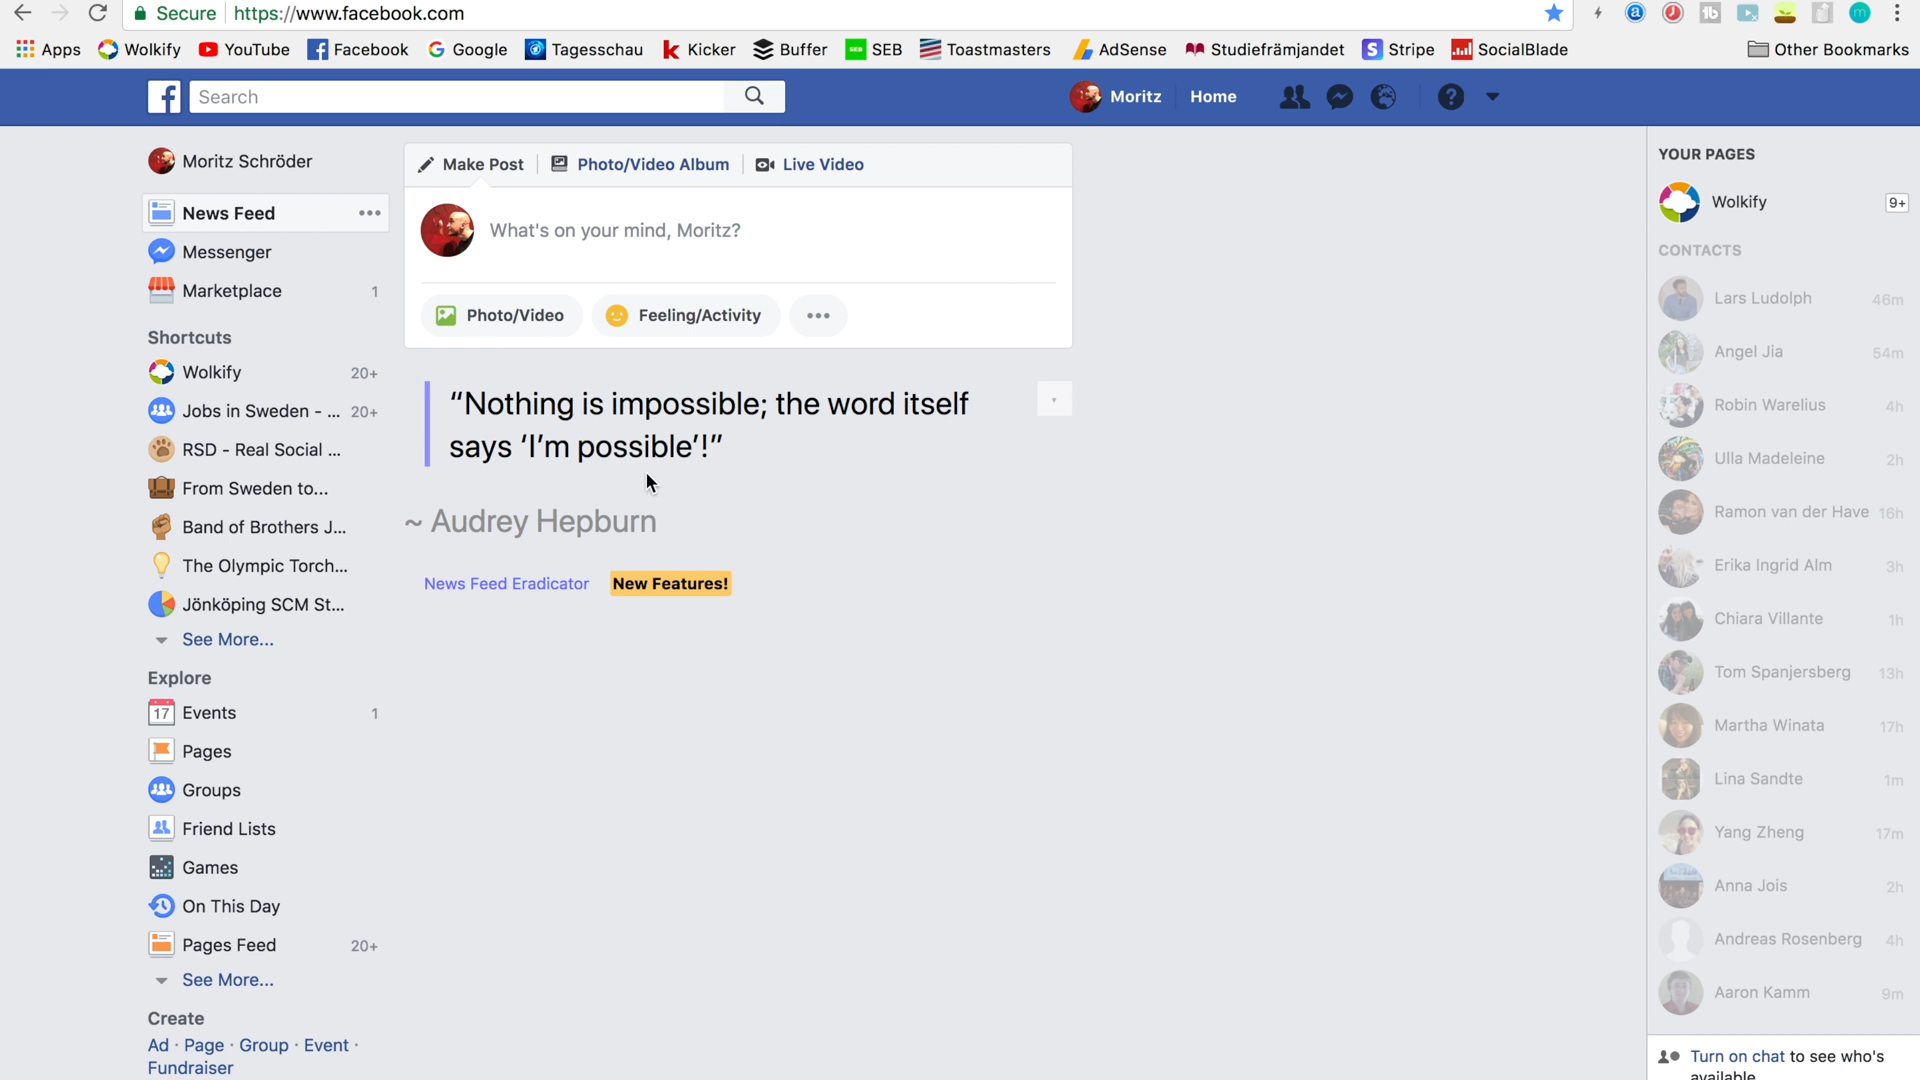 Secure https://www.facebook.com
Apps Wolkify YouTube Facebook Google Tagesschau Kicker Buffer SEB Toastmasters AdSense Studiefrämjandet Stripe SocialBlade Other Bookmarks
Search
Moritz Home
Moritz Schröder
News Feed
Messenger
Marketplace 1
Shortcuts
Wolkify 20+
Jobs in Sweden - ... 20+
RSD - Real Social ...
From Sweden to...
Band of Brothers J...
The Olympic Torch...
Jönköping SCM St...
See More...
Explore
17 Events 1
Pages
Groups
Friend Lists
Games
On This Day
Pages Feed 20+
See More...
Create
Ad · Page · Group · Event ·
Fundraiser
Make Post Photo/Video Album Live Video
What's on your mind, Moritz?
Photo/Video Feeling/Activity
“Nothing is impossible; the word itself
says ‘I’m possible’!”
~ Audrey Hepburn
News Feed Eradicator New Features!
YOUR PAGES
Wolkify 9+
CONTACTS
Lars Ludolph 46m
Angel Jia 54m
Robin Warelius 4h
Ulla Madeleine 2h
Ramon van der Have 16h
Erika Ingrid Alm 3h
Chiara Villante 1h
Tom Spanjersberg 13h
Martha Winata 17h
Lina Sandte 1m
Yang Zheng 17m
Anna Jois 2h
Andreas Rosenberg 4h
Aaron Kamm 9m
Turn on chat to see who's
available.